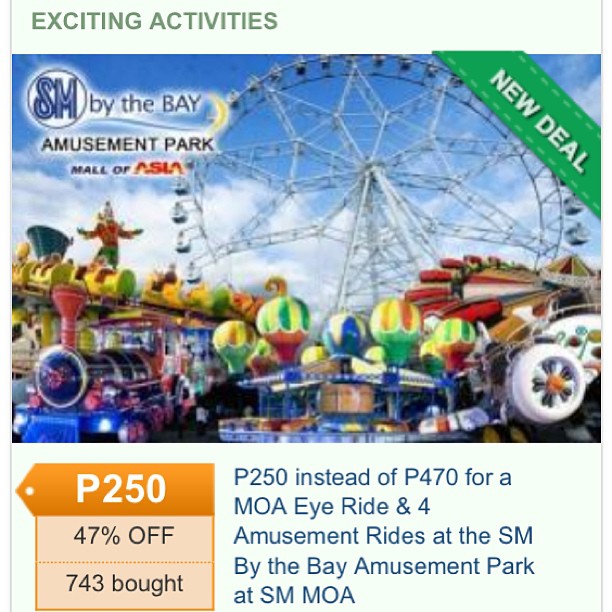 EXCITING ACTIVITIES
SM by the BAY
AMUSEMENT PARK
MALL OF ASIA
NEW DEAL
P250
47% OFF
743 bought
P250 instead of P470 for a
MOA Eye Ride & 4
Amusement Rides at the SM
By the Bay Amusement Park
at SM MOA